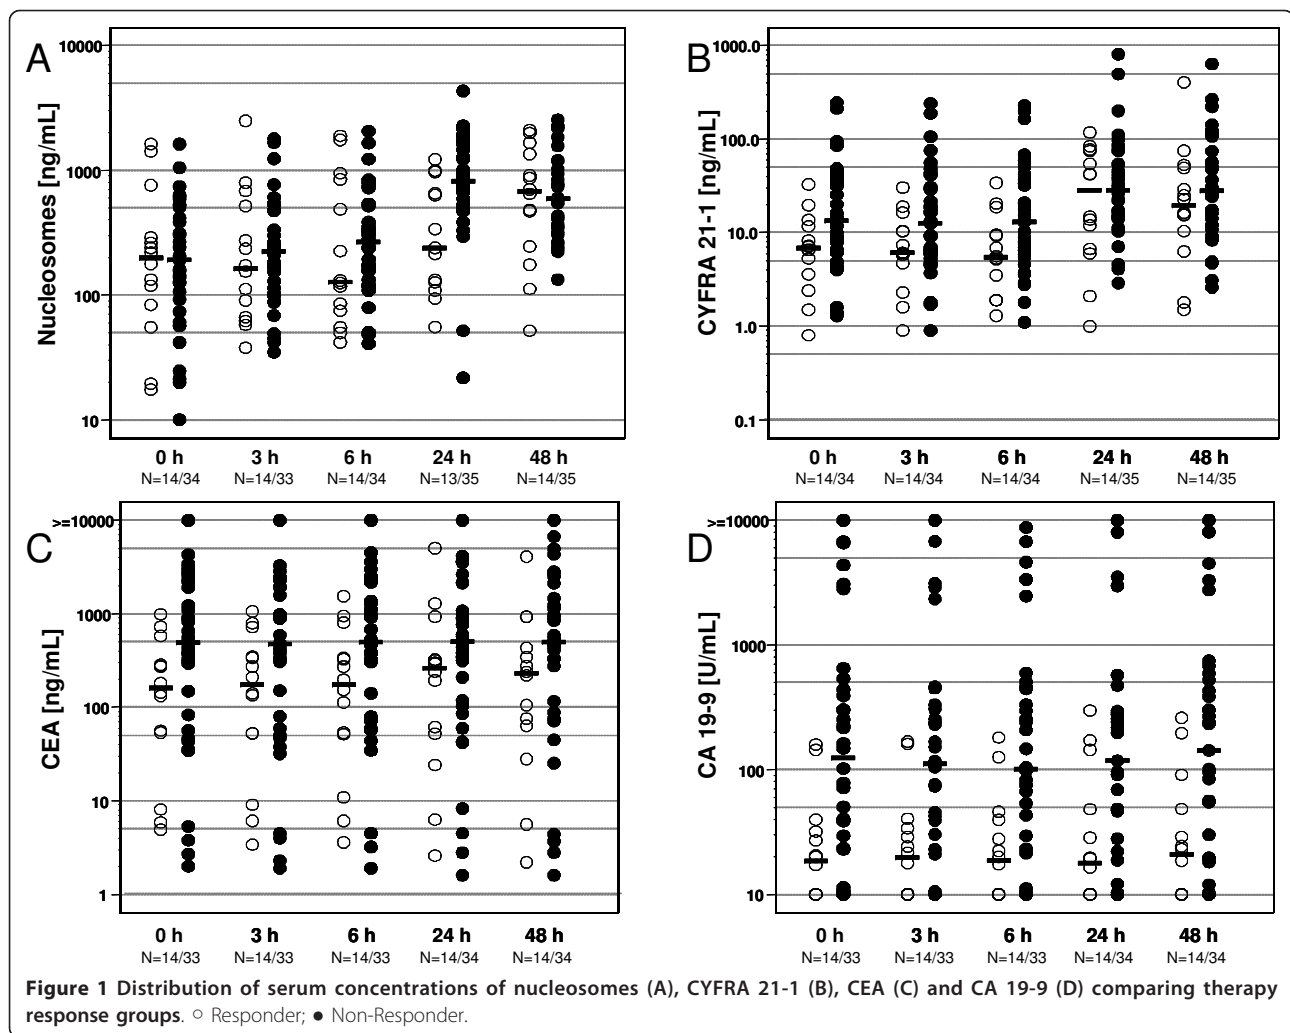 A
Nucleosomes [ng/mL]
10000
1000
100
10
0 h 3 h 6 h 24 h 48 h
N=14/34 N=14/33 N=14/34 N=13/35 N=14/35
B
CYFRA 21-1 [ng/mL]
1000.0
100.0
10.0
1.0
0.1
0 h 3 h 6 h 24 h 48 h
N=14/34 N=14/34 N=14/34 N=14/35 N=14/35
C
CEA [ng/mL]
>=10000
1000
100
10
1
0 h 3 h 6 h 24 h 48 h
N=14/33 N=14/33 N=14/33 N=14/34 N=14/34
D
CA 19-9 [U/mL]
>=10000
1000
100
10
0 h 3 h 6 h 24 h 48 h
N=14/33 N=14/33 N=14/33 N=14/34 N=14/34
Figure 1 Distribution of serum concentrations of nucleosomes (A), CYFRA 21-1 (B), CEA (C) and CA 19-9 (D) comparing therapy
response groups. ○ Responder; ● Non-Responder.